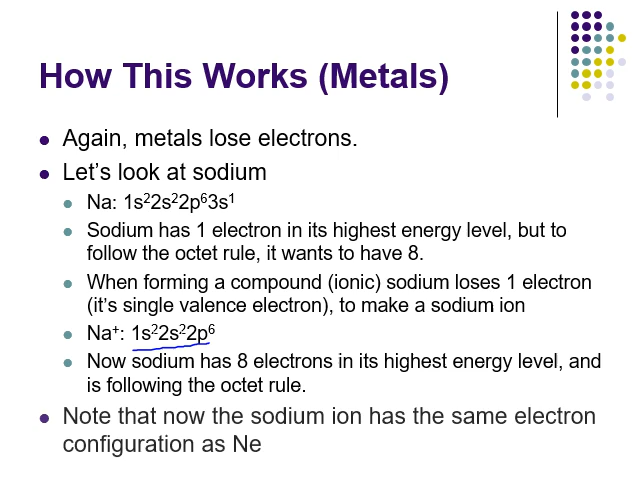 How This Works (Metals)
Again, metals lose electrons.
Let's look at sodium
Na: 1s²2s²2p⁶3s¹
Sodium has 1 electron in its highest energy level, but to
follow the octet rule, it wants to have 8.
When forming a compound (ionic) sodium loses 1 electron
(it's single valence electron), to make a sodium ion
Na⁺: 1s²2s²2p⁶
Now sodium has 8 electrons in its highest energy level, and
is following the octet rule.
Note that now the sodium ion has the same electron
configuration as Ne